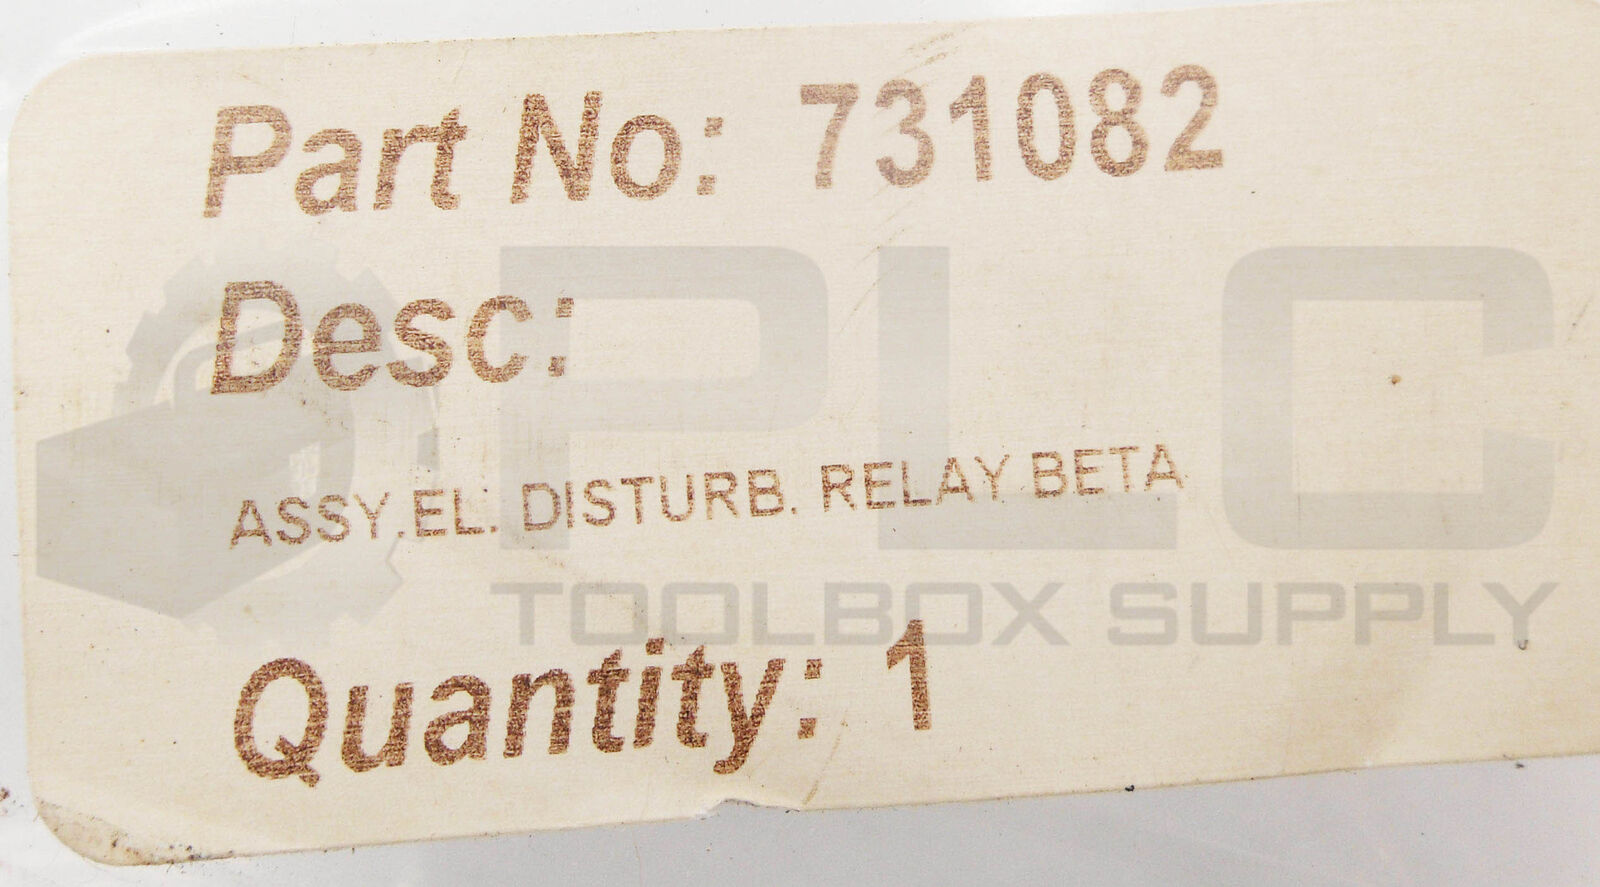 Part No: 731082
Desc:
ASSY,EL. DISTURB. RELAY BETA
Quantity: 1
PLC
TOOLBOX SUPPLY